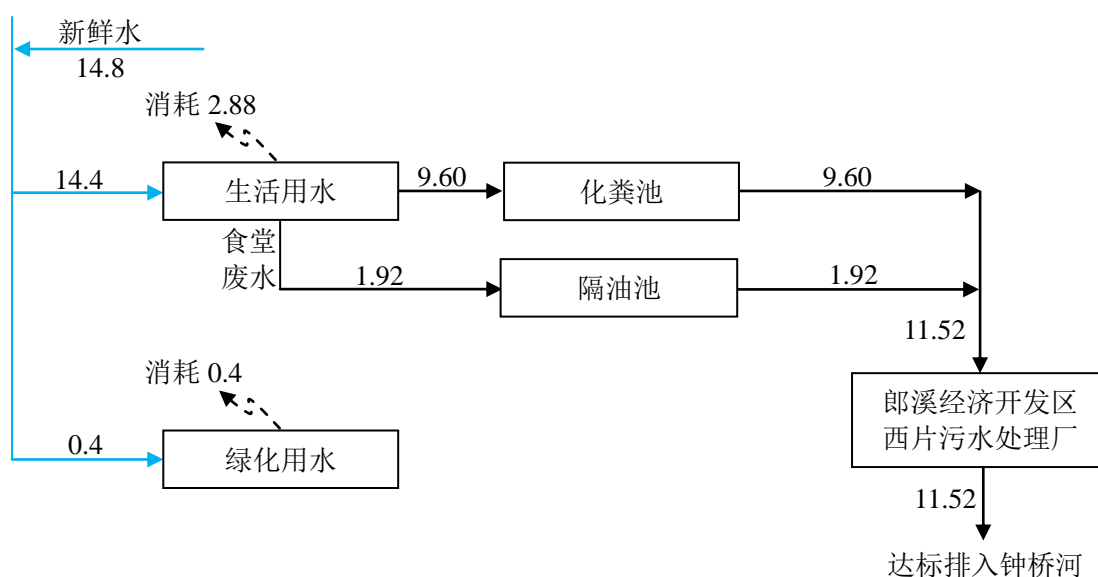 新鲜水
14.8
消耗 2.88
14.4
生活用水
9.60
化粪池
9.60
食堂
废水
1.92
隔油池
1.92
11.52
消耗 0.4
郎溪经济开发区
西片污水处理厂
0.4
绿化用水
11.52
达标排入钟桥河